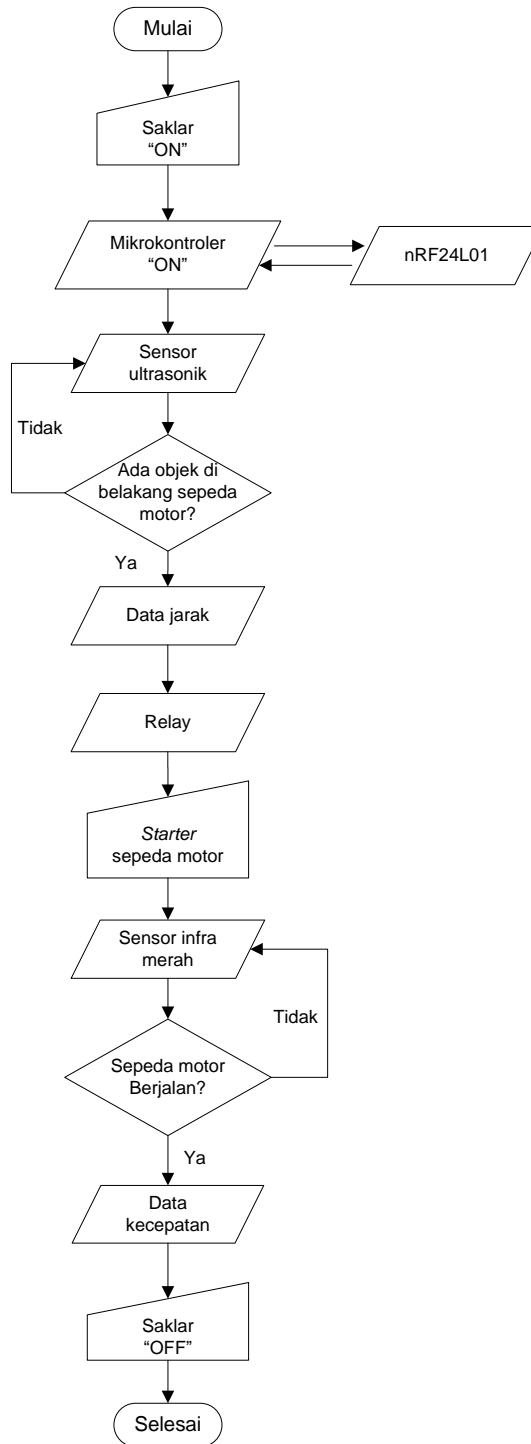 Mulai
Saklar
“ON”
Mikrokontroler
“ON”
nRF24L01
Sensor
ultrasonik
Tidak
Ada objek di
belakang sepeda
motor?
Ya
Data jarak
Relay
Starter
sepeda motor
Sensor infra
merah
Tidak
Sepeda motor
Berjalan?
Ya
Data
kecepatan
Saklar
“OFF”
Selesai